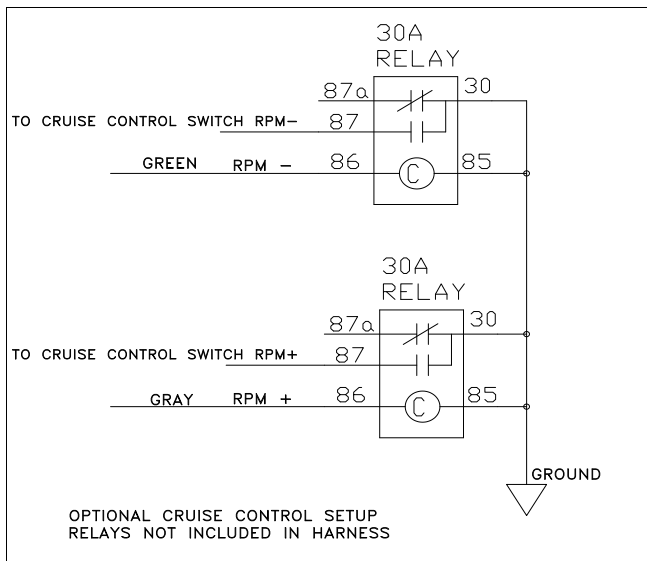 30A
RELAY
87a 30
TO CRUISE CONTROL SWITCH RPM- 87
GREEN RPM - 86 C 85
30A
RELAY
87a 30
TO CRUISE CONTROL SWITCH RPM+ 87
GRAY RPM + 86 C 85
GROUND
OPTIONAL CRUISE CONTROL SETUP
RELAYS NOT INCLUDED IN HARNESS